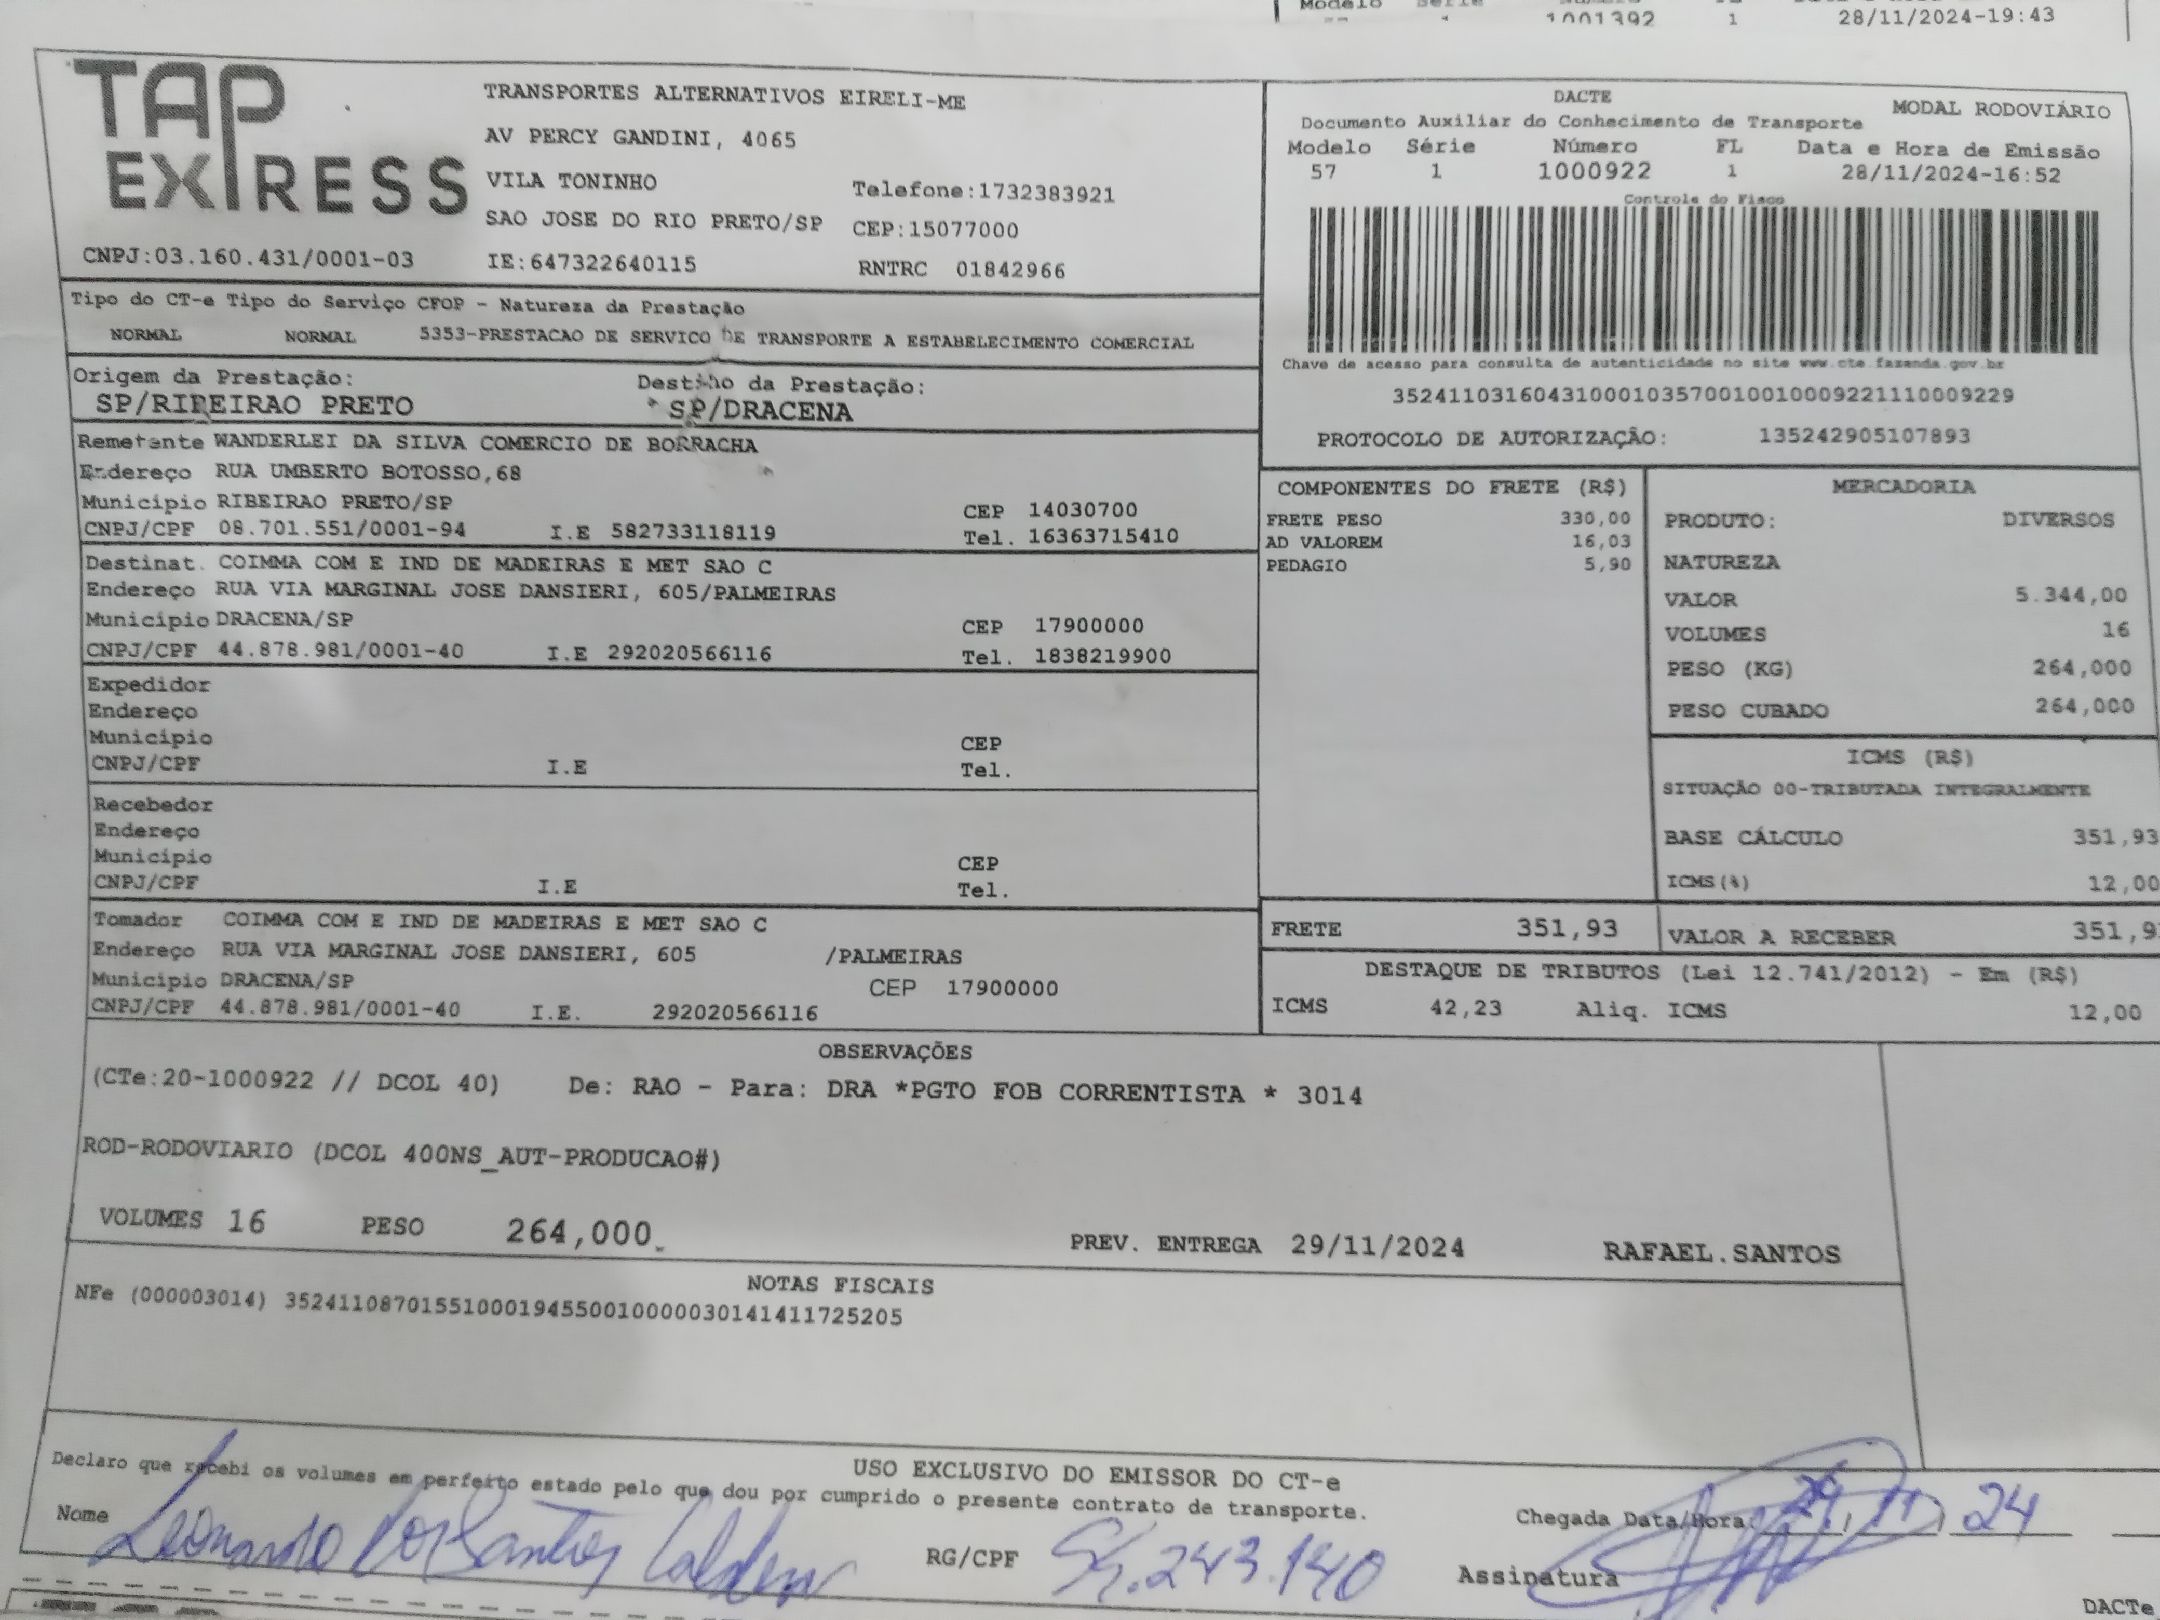 Modelo
1001392 1 28/11/2024-19:43
TAP EXPRESS
TRANSPORTES ALTERNATIVOS EIRELI-ME
AV PERCY GANDINI, 4065
VILA TONINHO Telefone:1732383921
SAO JOSE DO RIO PRETO/SP CEP:15077000
CNPJ:03.160.431/0001-03 IE:647322640115 RNTRC 01842966
DACTE MODAL RODOVIÁRIO
Documento Auxiliar do Conhecimento de Transporte
Modelo Série Número FL Data e Hora de Emissão
57 1 1000922 1 28/11/2024-16:52
Controle do Fisco
Chave de acesso para consulta de autenticidade no site www.cte.fazenda.gov.br
35241103160431000103570010010009221110009229
PROTOCOLO DE AUTORIZAÇÃO: 135242905107893
Tipo do CT-e Tipo do Serviço CFOP - Natureza da Prestação
NORMAL NORMAL 5353-PRESTACAO DE SERVICO DE TRANSPORTE A ESTABELECIMENTO COMERCIAL
Origem da Prestação: Destino da Prestação:
SP/RIBEIRAO PRETO SP/DRACENA
Remetente WANDERLEI DA SILVA COMERCIO DE BORRACHA
Endereço RUA UMBERTO BOTOSSO,68
Municipio RIBEIRAO PRETO/SP CEP 14030700
CNPJ/CPF 08.701.551/0001-94 I.E 582733118119 Tel. 16363715410
Destinat. COIMMA COM E IND DE MADEIRAS E MET SAO C
Endereço RUA VIA MARGINAL JOSE DANSIERI, 605/PALMEIRAS
Municipio DRACENA/SP CEP 17900000
CNPJ/CPF 44.878.981/0001-40 I.E 292020566116 Tel. 1838219900
Expedidor
Endereço
Municipio CEP
CNPJ/CPF I.E Tel.
Recebedor
Endereço
Municipio CEP
CNPJ/CPF I.E Tel.
Tomador COIMMA COM E IND DE MADEIRAS E MET SAO C
Endereço RUA VIA MARGINAL JOSE DANSIERI, 605 /PALMEIRAS
Municipio DRACENA/SP CEP 17900000
CNPJ/CPF 44.878.981/0001-40 I.E. 292020566116
COMPONENTES DO FRETE (R$)
FRETE PESO 330,00
AD VALOREM 16,03
PEDAGIO 5,90
MERCADORIA
PRODUTO: DIVERSOS
NATUREZA
VALOR 5.344,00
VOLUMES 16
PESO (KG) 264,000
PESO CUBADO 264,000
ICMS (R$)
SITUAÇÃO 00-TRIBUTADA INTEGRALMENTE
BASE CÁLCULO 351,93
ICMS(%) 12,00
FRETE 351,93 VALOR A RECEBER 351,9
DESTAQUE DE TRIBUTOS (Lei 12.741/2012) - Em (R$)
ICMS 42,23 Aliq. ICMS 12,00
OBSERVAÇÕES
(CTe:20-1000922 // DCOL 40) De: RAO - Para: DRA *PGTO FOB CORRENTISTA * 3014
ROD-RODOVIARIO (DCOL 400NS_AUT-PRODUCAO#)
VOLUMES 16 PESO 264,000 PREV. ENTREGA 29/11/2024 RAFAEL.SANTOS
NOTAS FISCAIS
NFe (000003014) 35241108701551000194550010000030141411725205
USO EXCLUSIVO DO EMISSOR DO CT-e
Declaro que recebi os volumes em perfeito estado pelo que dou por cumprido o presente contrato de transporte.
Nome Leonardo dos Santos RG/CPF .243.140
Chegada Data/Hora: 29, 11, 24
Assinatura
DACTe